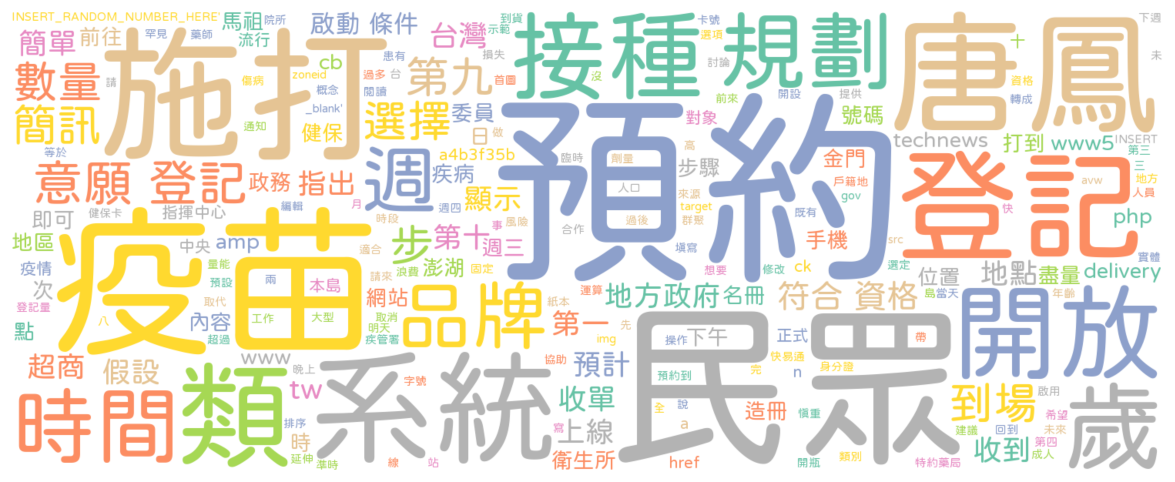 INSERT_RANDOM_NUMBER_HERE'
院所
馬祖
啟動 條件
到貨
示範
卡號
選項
下週
簡單
前往
罕見
藥師
流行
台灣
接種
規劃
唐鳳
未
施打
患有
損失
沒
討論
十
數量
請
傷病
zoneid
cb
過多
台
第九
首圖
資格
概念
閱讀
前來
開設
提供
轉成
簡訊
_blank'
選擇
委員
對象
號碼
通知
健保
日
做
technews
打到
www5
INSERT
等於
a4b3f35b
高
預約
第三
三
意願 登記
政務
指出
週
疾病
臨時
劑量
步驟
金門
登記
avw
地方
人員
人口
戶籍地
顯示
來源
target
gov
編輯
月
週四
既有
快
即可
健保卡
指揮中心
時段
事
風險
過後
群聚
php
疫苗
步
第十
週三
合作
填寫
手機
src
地區
中央
amp
適合
疫情
量能
預設
兩
本島
請來
浪費
澎湖
固定
想要
修改
ck
選定
位置
地點
盡量
delivery
實體
次
登記量
取代
網站
紙本
運算
品牌
地方政府
名冊
符合 資格
島
當天
年齡
點
八
內容
超過
工作
大型
取消
明天
疾管署
第一
先
img
民眾
操作
下午
正式
帶
開放
超商
假設
www
晚上
系統
協助
預計
預約到
快易通
完
n
身分證
類
tw
字號
收單
全
說
造冊
慎重
到場
啟用
歲
時間
排序
時
寫
上線
a
建議
回到
希望
未來
延伸
準時
線
站
衛生所
href
開瓶
類別
特約藥局
收到
第四
成人